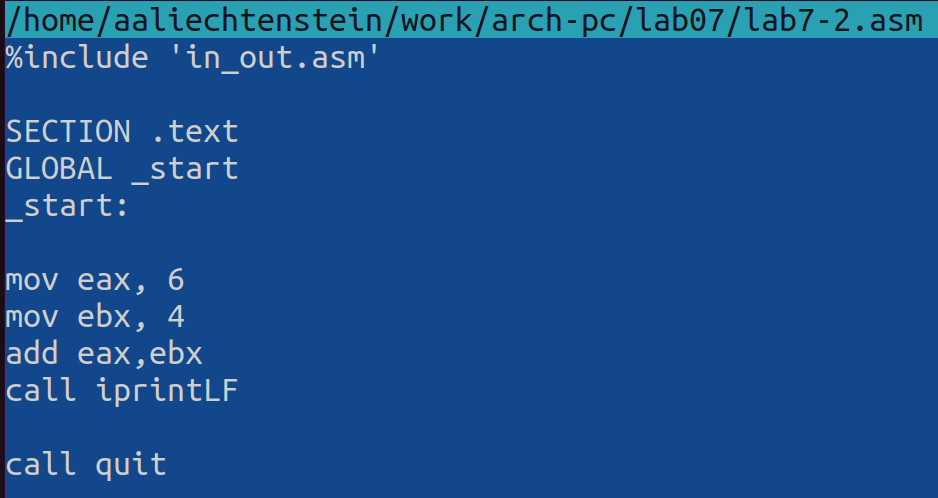 /home/aaliechtenstein/work/arch-pc/lab07/lab7-2.asm
%include 'in_out.asm'
SECTION .text
GLOBAL _start
_start:
mov eax, 6
mov ebx, 4
add eax,ebx
call iprintLF
call quit